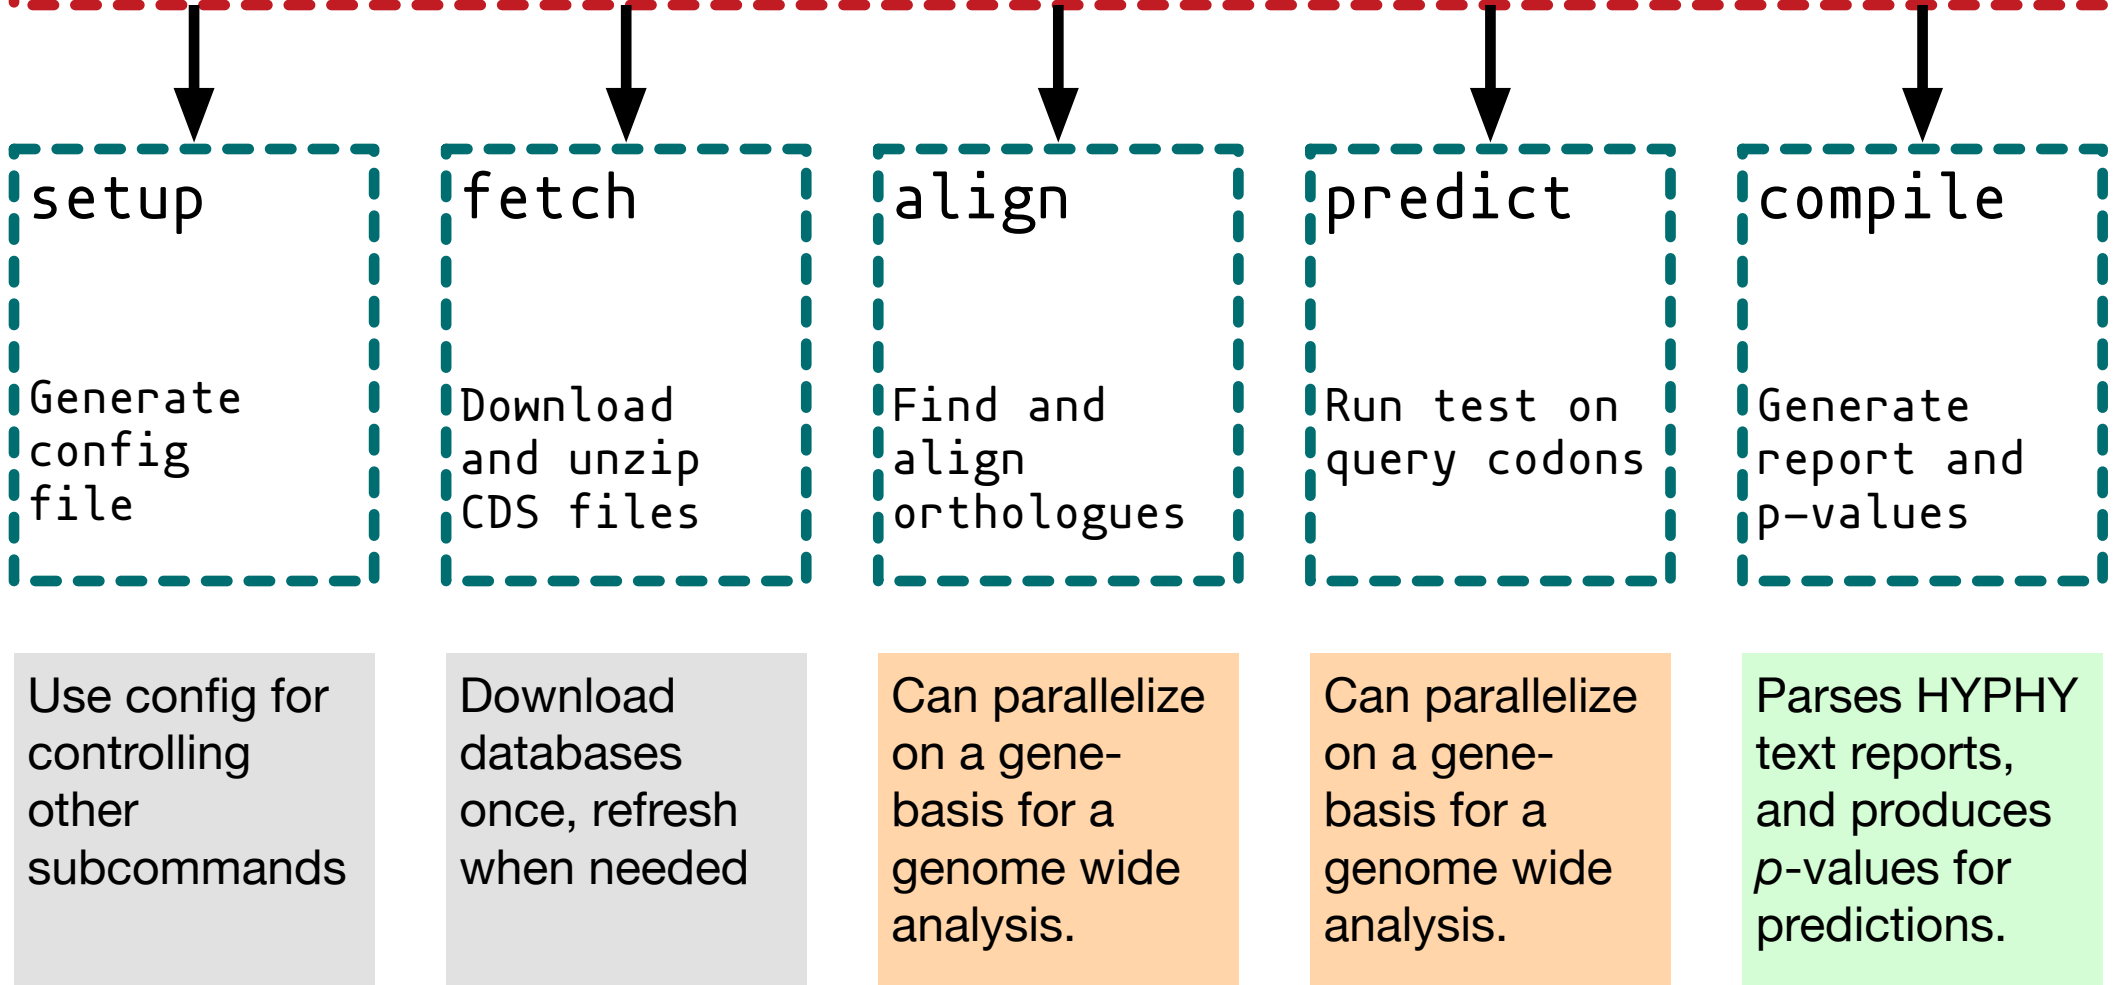 setup
Generate
config
file
fetch
Download
and unzip
CDS files
align
Find and
align
orthologues
predict
Run test on
query codons
compile
Generate
report and
p-values
Use config for
controlling
other
subcommands
Download
databases
once, refresh
when needed
Can parallelize
on a gene-
basis for a
genome wide
analysis.
Can parallelize
on a gene-
basis for a
genome wide
analysis.
Parses HYPHY
text reports,
and produces
p-values for
predictions.